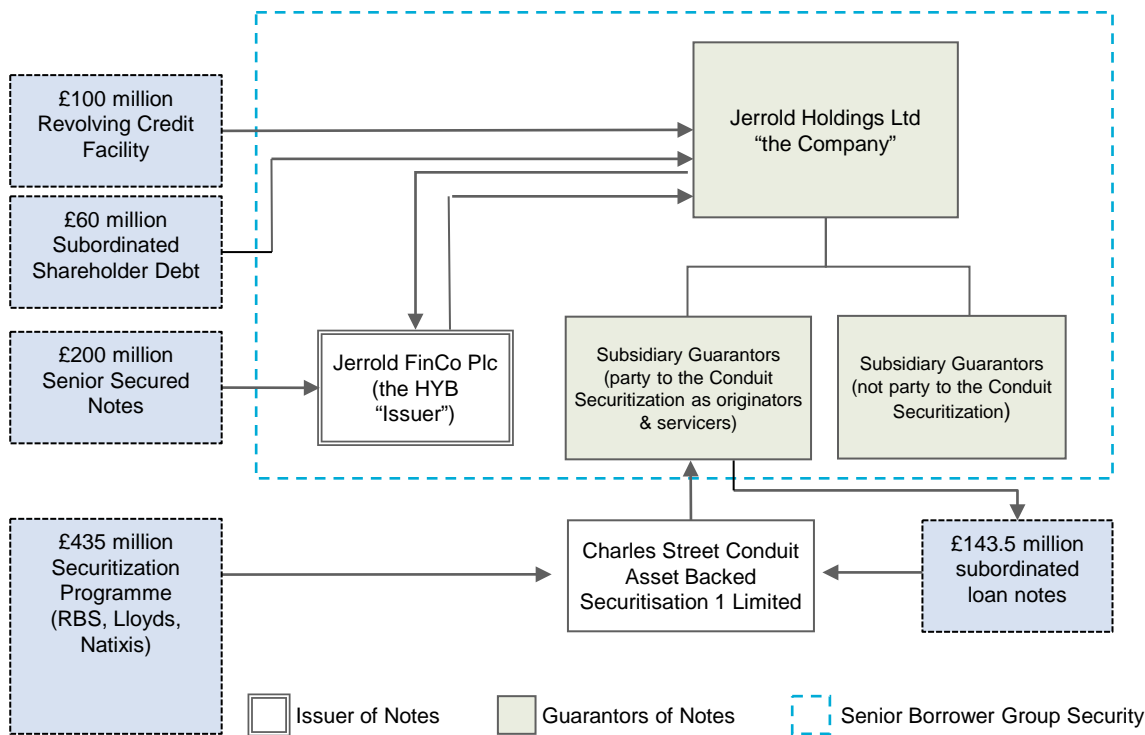 £100 million
Revolving Credit
Facility
Jerrold Holdings Ltd
“the Company”
£60 million
Subordinated
Shareholder Debt
£200 million
Senior Secured
Notes
Jerrold FinCo Plc
(the HYB
“Issuer”)
Subsidiary Guarantors
(party to the Conduit
Securitization as originators
& servicers)
Subsidiary Guarantors
(not party to the Conduit
Securitization)
£435 million
Securitization
Programme
(RBS, Lloyds,
Natixis)
Charles Street Conduit
Asset Backed
Securitisation 1 Limited
£143.5 million
subordinated
loan notes
Issuer of Notes
Guarantors of Notes
Senior Borrower Group Security